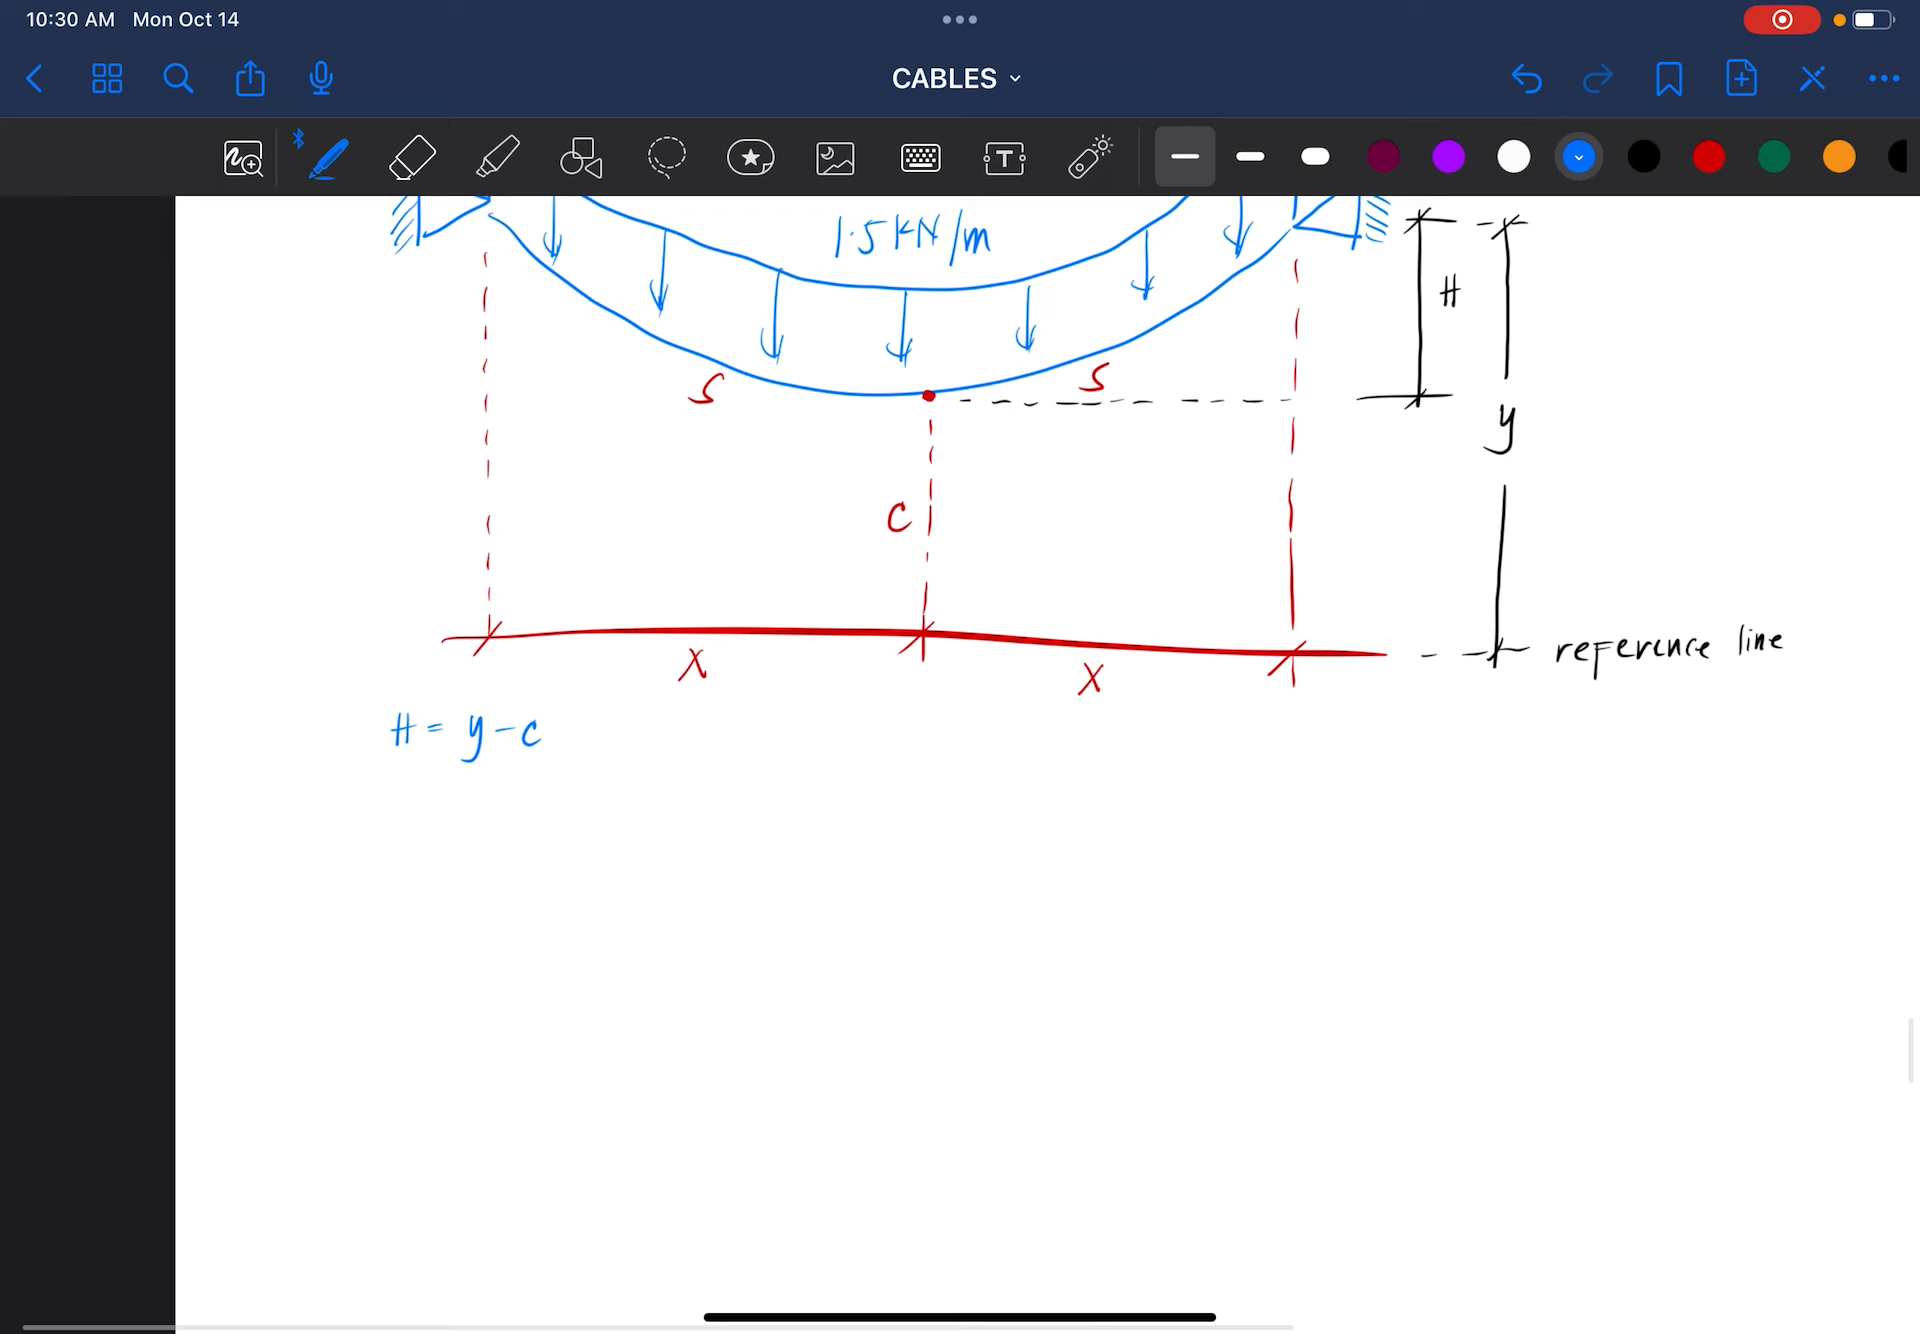 10:30 AM Mon Oct 14
CABLES
T
1.5 KN/m
H
S
S
y
C
reference line
X
X
H = y - c